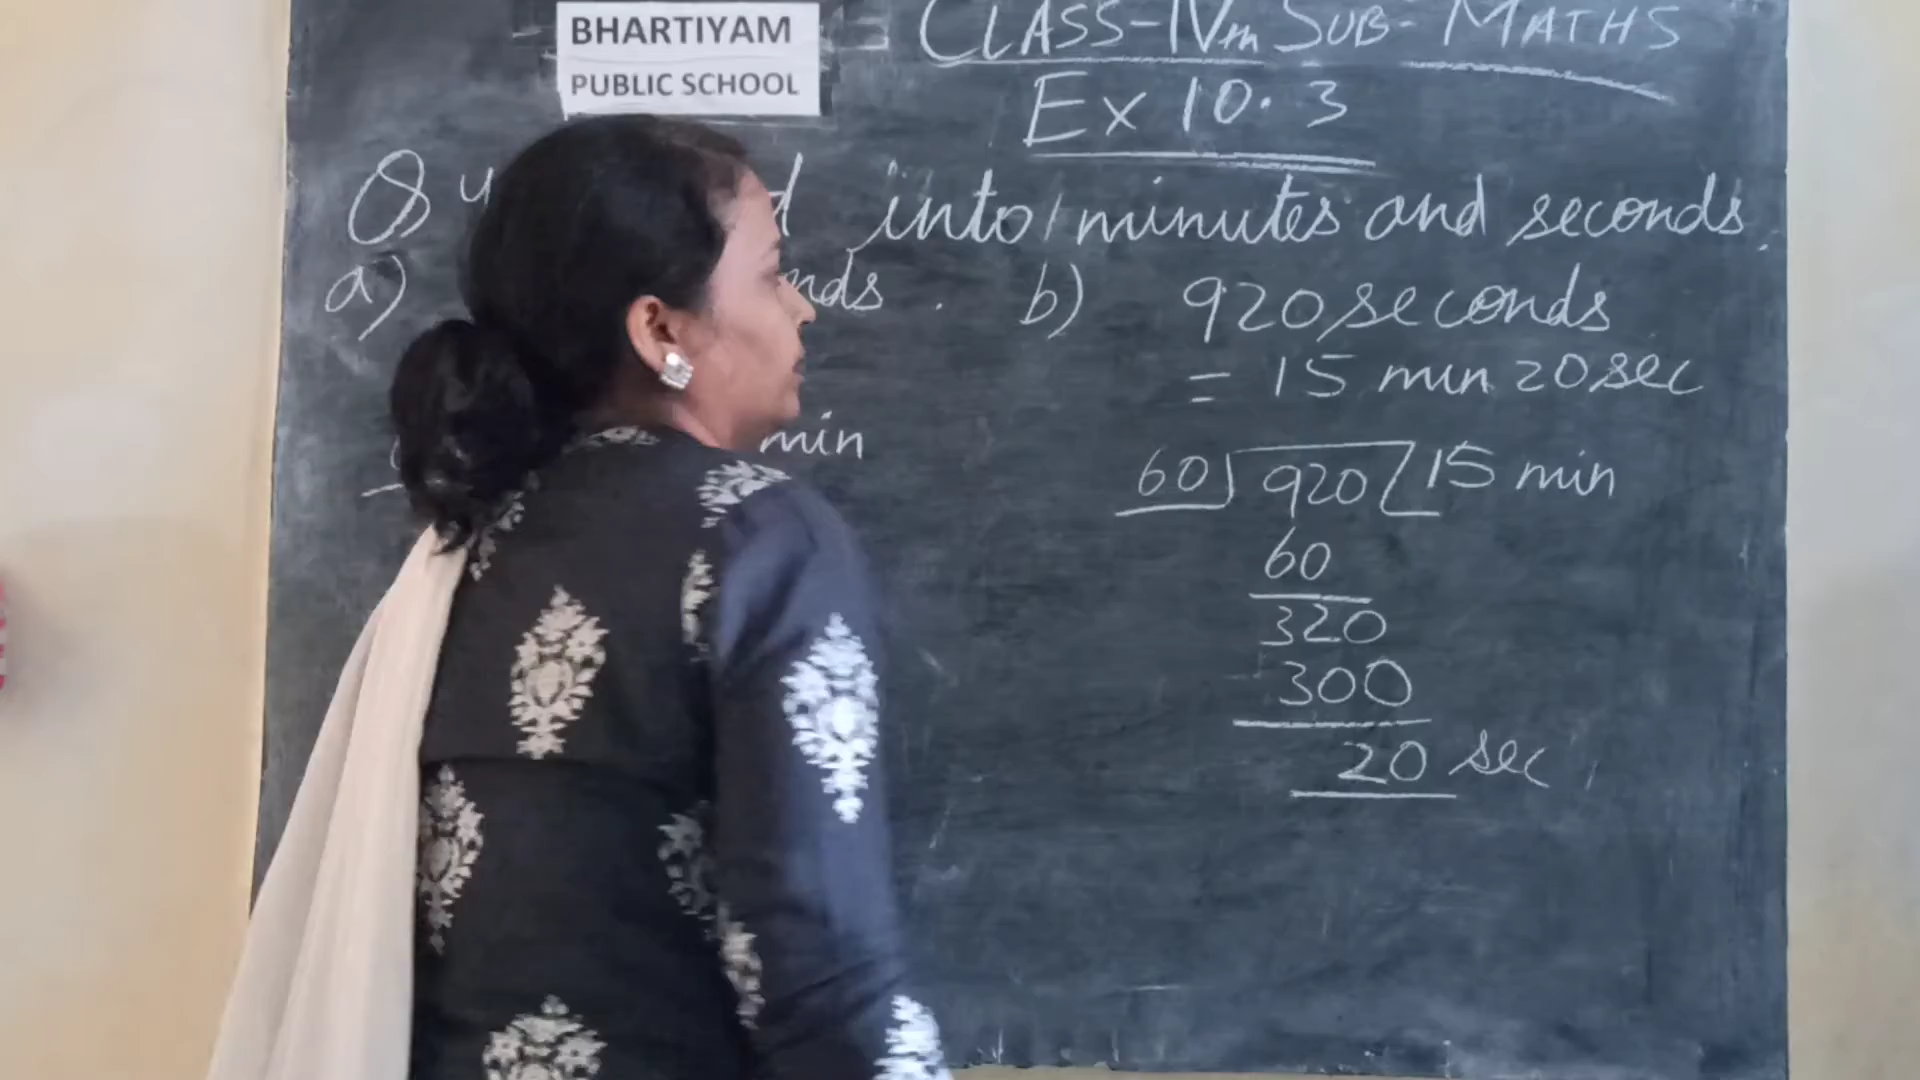 BHARTIYAM
PUBLIC SCHOOL
CLASS-IVth SUB- MATHS
Ex 10.3
Q4 into minutes and seconds.
a) b) 920 seconds
= 15 min 20 sec
min
60)920(15 min
60
320
300
20 sec